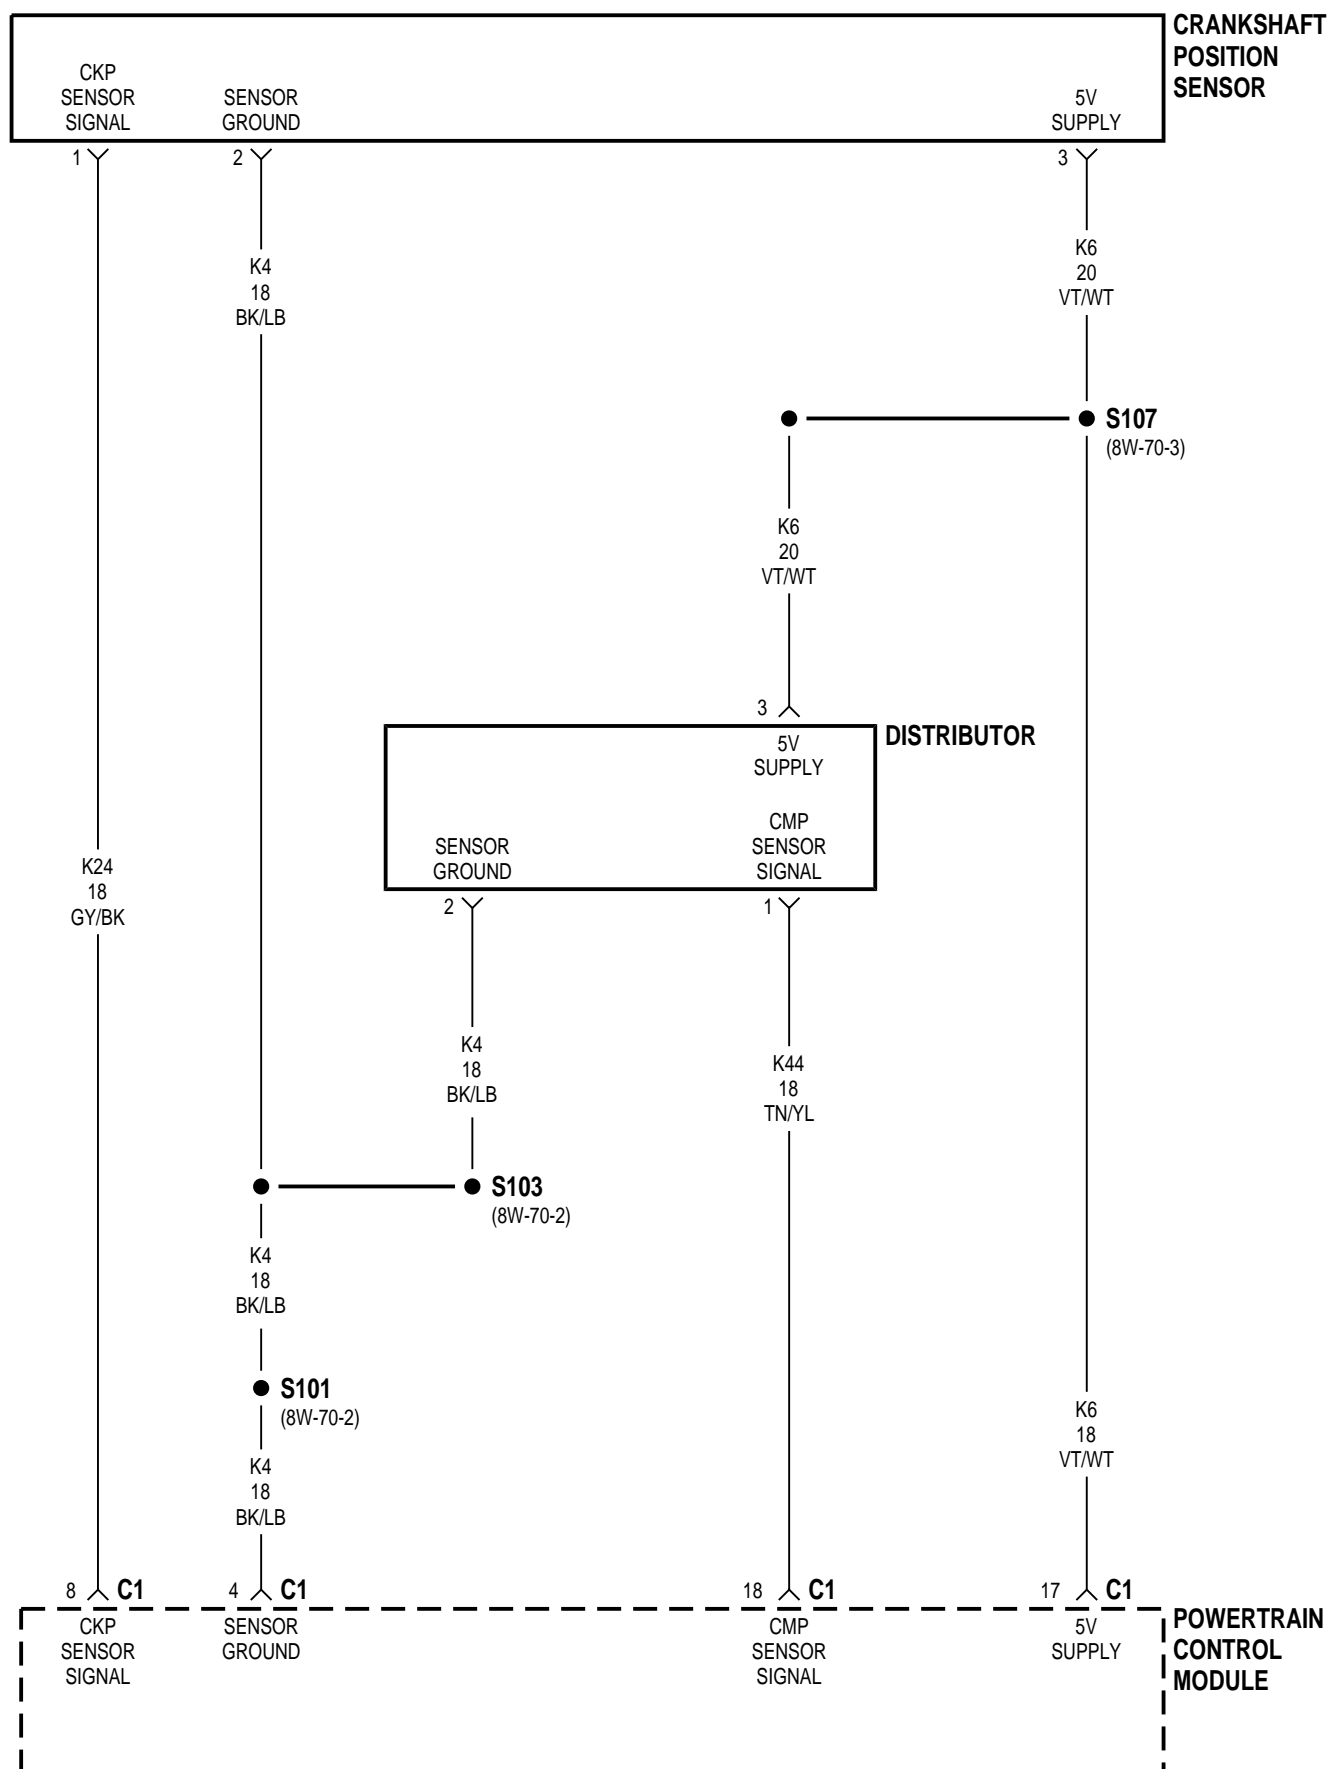 CRANKSHAFT
POSITION
SENSOR
CKP
SENSOR
SIGNAL
SENSOR
GROUND
5V
SUPPLY
1
2
3
K4
18
BK/LB
K6
20
VT/WT
S107
(8W-70-3)
K6
20
VT/WT
3
DISTRIBUTOR
5V
SUPPLY
SENSOR
GROUND
CMP
SENSOR
SIGNAL
2
1
K24
18
GY/BK
K4
18
BK/LB
K44
18
TN/YL
S103
(8W-70-2)
K4
18
BK/LB
S101
(8W-70-2)
K4
18
BK/LB
K6
18
VT/WT
8 C1
4 C1
18 C1
17 C1
CKP
SENSOR
SIGNAL
SENSOR
GROUND
CMP
SENSOR
SIGNAL
5V
SUPPLY
POWERTRAIN
CONTROL
MODULE